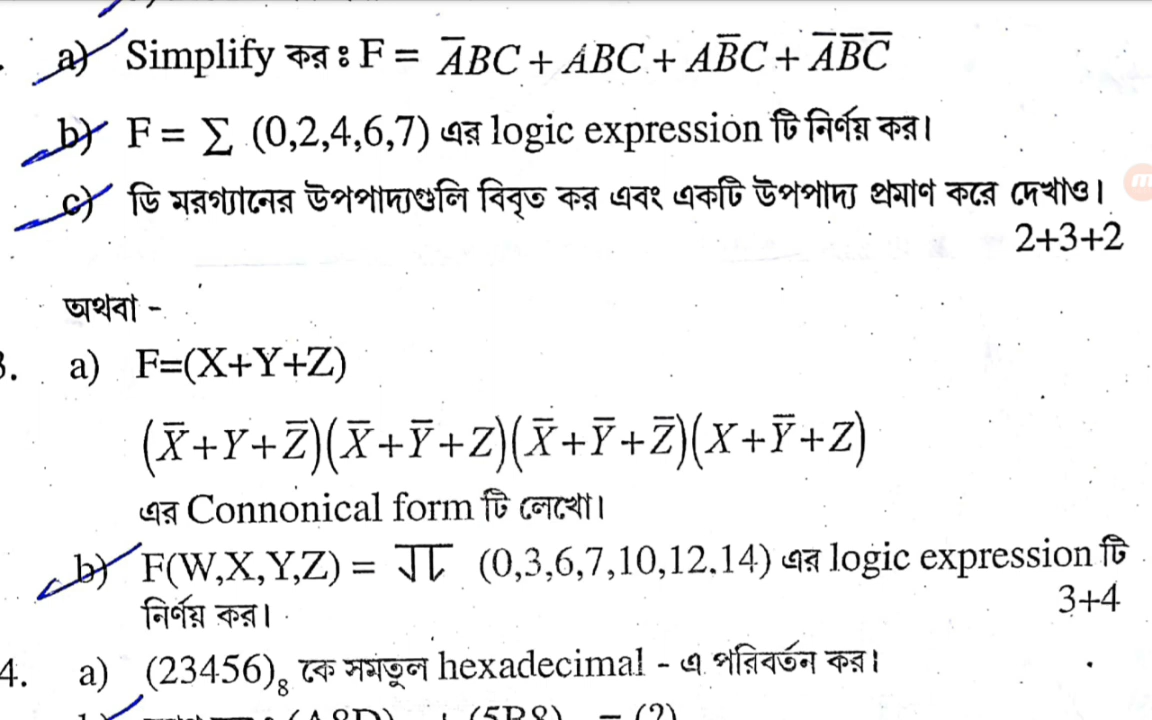 a) Simplify করঃ F = A̅BC + ABC + AB̅C + A̅B̅C̅
b) F = ∑ (0,2,4,6,7) এর logic expression টি নির্ণয় কর।
c) ডি মরগ্যানের উপপাদ্যগুলি বিবৃত কর এবং একটি উপপাদ্য প্রমাণ করে দেখাও।
2+3+2
অথবা -
3. a) F=(X+Y+Z)
(X̅+Y+Z̅)(X̅+Y̅+Z)(X̅+Y̅+Z̅)(X+Y̅+Z)
এর Connonical form টি লেখো।
b) F(W,X,Y,Z) = π (0,3,6,7,10,12.14) এর logic expression টি
3+4
নির্ণয় কর।
4. a) (23456)₈ কে সমতুল hexadecimal - এ পরিবর্তন কর।